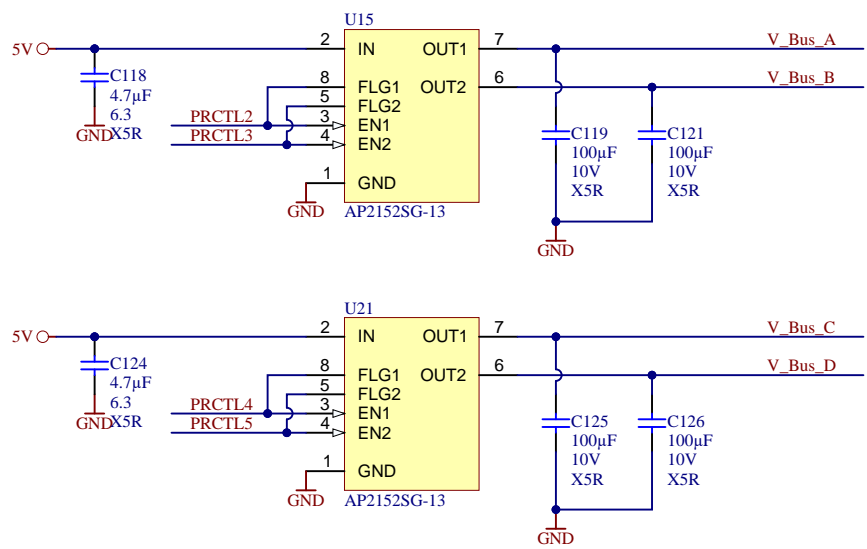 U15
5V
2 IN OUT1 7 V_Bus_A
C118
4.7µF
6.3
X5R
GND
8 FLG1 OUT2 6 V_Bus_B
5 FLG2
PRCTL2 3 EN1
PRCTL3 4 EN2
1 GND
GND
AP2152SG-13
C119
100µF
10V
X5R
C121
100µF
10V
X5R
GND
U21
5V
2 IN OUT1 7 V_Bus_C
C124
4.7µF
6.3
X5R
GND
8 FLG1 OUT2 6 V_Bus_D
5 FLG2
PRCTL4 3 EN1
PRCTL5 4 EN2
1 GND
GND
AP2152SG-13
C125
100µF
10V
X5R
C126
100µF
10V
X5R
GND